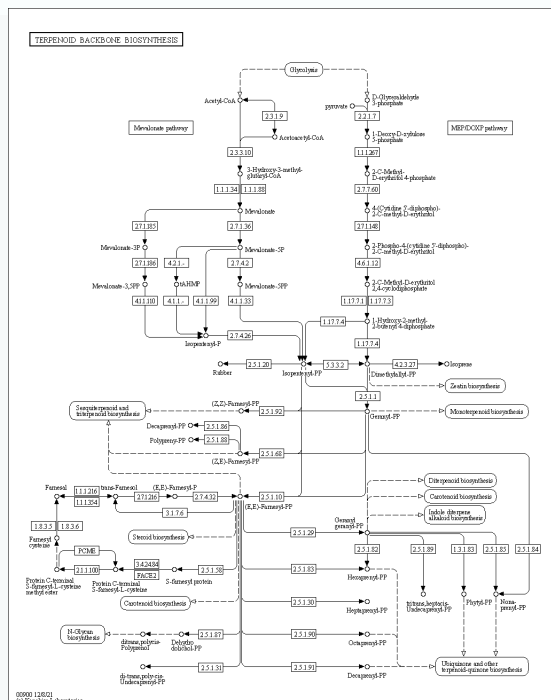 TERPENOID BACKBONE BIOSYNTHESIS
Glycolysis
Acetyl-CoA
pyruvate
D-Glyceraldehyde
3-phosphate
2.3.1.9
2.2.1.7
Mevalonate pathway
MEP/DOXP pathway
Acetoacetyl-CoA
1-Deoxy-D-xylulose
5-phosphate
2.3.3.10
1.1.1.267
3-Hydroxy-3-methyl-
glutaryl-CoA
2-C-Methyl-
D-erythritol 4-phosphate
1.1.1.34
1.1.1.88
2.7.7.60
Mevalonate
4-(Cytidine 5'-diphospho)-
2-C-methyl-D-erythritol
2.7.1.185
2.7.1.36
2.7.1.148
Mevalonate-3P
Mevalonate-5P
2-Phospho-4-(cytidine 5'-diphospho)-
2-C-methyl-D-erythritol
2.7.1.186
4.2.1.-
2.7.4.2
4.6.1.12
Mevalonate-3,5PP
tAHMP
Mevalonate-5PP
2-C-Methyl-D-erythritol
2,4-cyclodiphosphate
4.1.1.110
4.1.1.-
4.1.1.99
4.1.1.33
1.17.7.1
1.17.7.3
1.17.7.4
1-Hydroxy-2-methyl-
2-butenyl 4-diphosphate
Isopentenyl-P
2.7.4.26
1.17.7.4
Rubber
2.5.1.20
Isopentenyl-PP
5.3.3.2
Dimethylallyl-PP
4.2.3.27
Isoprene
Zeatin biosynthesis
2.5.1.1
Sesquiterpenoid and
triterpenoid biosynthesis
(Z,Z)-Farnesyl-PP
2.5.1.92
Geranyl-PP
Monoterpenoid biosynthesis
Decaprenyl-PP
2.5.1.86
Polyprenyl-PP
2.5.1.88
(Z,E)-Farnesyl-PP
2.5.1.68
Farnesal
1.1.1.216
1.1.1.354
trans-Farnesol
2.7.1.216
(E,E)-Farnesyl-P
2.7.4.32
2.5.1.10
(E,E)-Farnesyl-PP
3.1.7.6
Diterpenoid biosynthesis
Carotenoid biosynthesis
Indole diterpene
alkaloid biosynthesis
1.8.3.5
1.8.3.6
Steroid biosynthesis
2.5.1.29
Geranyl
geranyl-PP
Farnesyl
cysteine
PCME
2.5.1.82
2.5.1.89
1.3.1.83
2.5.1.85
2.5.1.84
2.1.1.100
3.4.24.84
FACE2
2.5.1.58
2.5.1.83
Protein C-terminal
S-farnesyl-L-cysteine
methyl ester
Protein C-terminal
S-farnesyl-L-cysteine
S-farnesyl protein
Hexaprenyl-PP
Carotenoid biosynthesis
2.5.1.30
Heptaprenyl-PP
tritrans,heptacis-
Undecaprenyl-PP
Phytyl-PP
Nona-
prenyl-PP
N-Glycan
biosynthesis
ditrans,polycis-
Polyprenol
Dehydro
dolichol-PP
2.5.1.87
2.5.1.90
Octaprenyl-PP
di-trans,poly-cis-
Undecaprenyl-PP
2.5.1.31
2.5.1.91
Decaprenyl-PP
Ubiquinone and other
terpenoid-quinone biosynthesis
00900 12/8/21